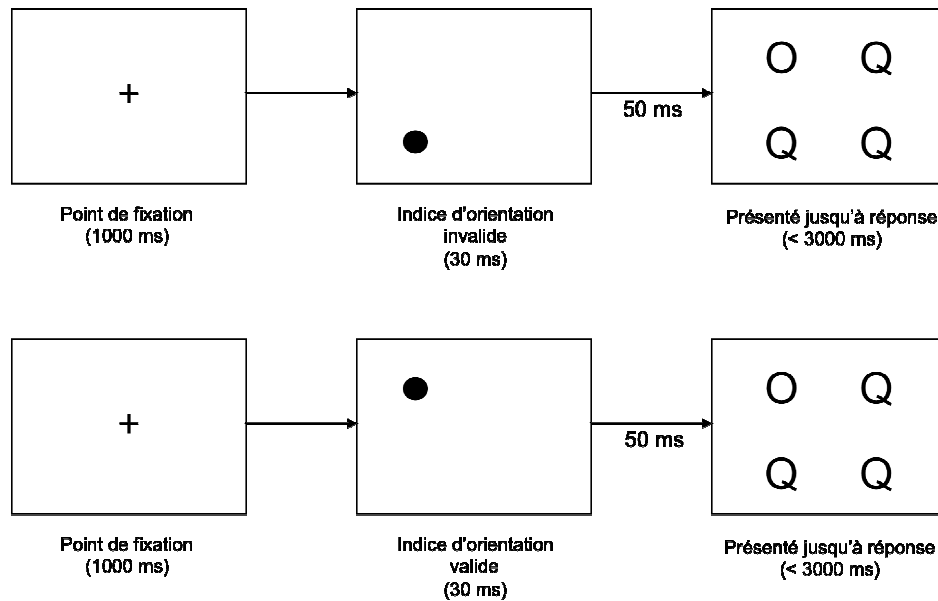 +
50 ms
O Q
Q Q
Point de fixation
(1000 ms)
Indice d'orientation
invalide
(30 ms)
Présenté jusqu'à réponse
(< 3000 ms)
+
50 ms
O Q
Q Q
Point de fixation
(1000 ms)
Indice d'orientation
valide
(30 ms)
Présenté jusqu'à réponse
(< 3000 ms)